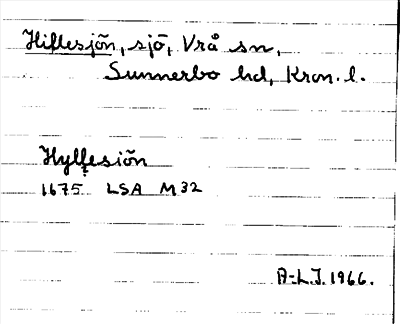 Hiflesjön, sjö, Vrå sn,
Sunnerbo hd, Kron. l.
Hylfesiön
1675 LSA M32
A-L.J. 1966.